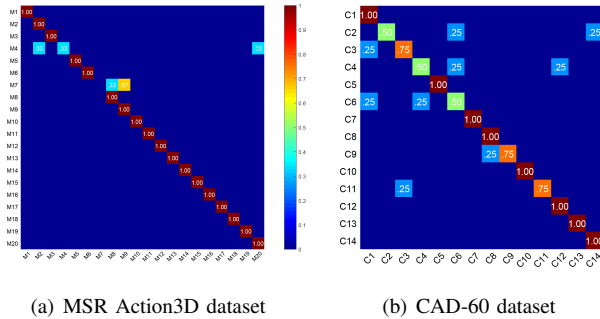 M1 1.00
M2 1.00
M3 1.00
M4 .33 .33 .33
M5 1.00
M6 1.00
M7 .33 .67
M8 1.00
M9 1.00
M10 1.00
M11 1.00
M12 1.00
M13 1.00
M14 1.00
M15 1.00
M16 1.00
M17 1.00
M18 1.00
M19 1.00
M20 1.00
M1 M2 M3 M4 M5 M6 M7 M8 M9 M10 M11 M12 M13 M14 M15 M16 M17 M18 M19 M20
1
0.9
0.8
0.7
0.6
0.5
0.4
0.3
0.2
0.1
0
(a) MSR Action3D dataset
C1 1.00
C2 .50 .25 .25
C3 .25 .75
C4 .50 .25 .25
C5 1.00
C6 .25 .25 .50
C7 1.00
C8 1.00
C9 .25 .75
C10 1.00
C11 .25 .75
C12 1.00
C13 1.00
C14 1.00
C1 C2 C3 C4 C5 C6 C7 C8 C9 C10 C11 C12 C13 C14
(b) CAD-60 dataset